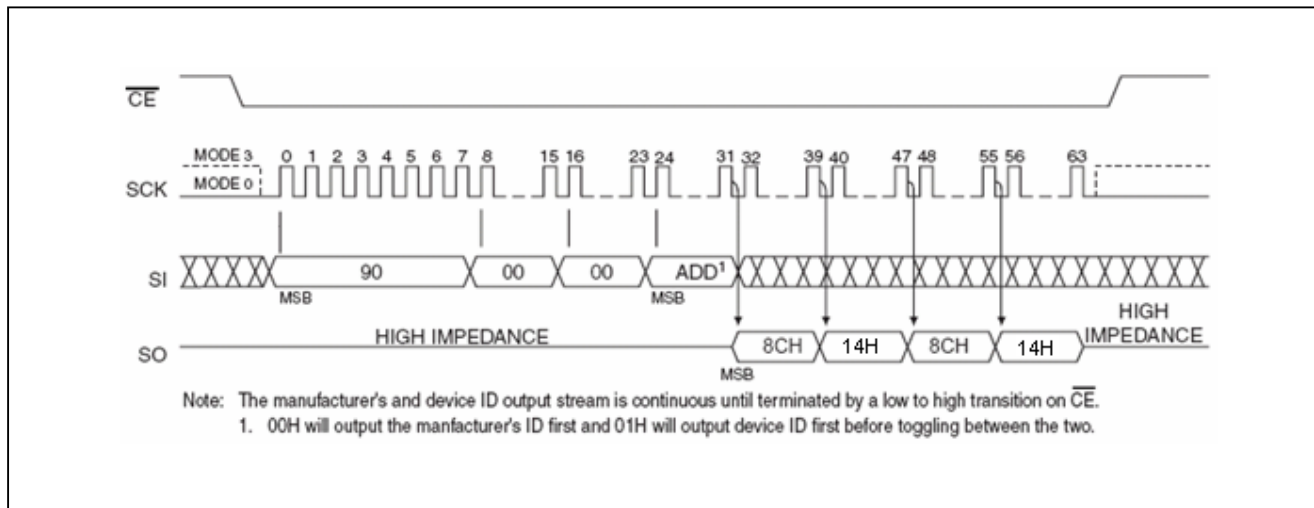 CE
MODE 3 0 1 2 3 4 5 6 7 8 15 16 23 24 31 32 39 40 47 48 55 56 63
SCK MODE 0
SI 90 00 00 ADD1
MSB MSB
HIGH IMPEDANCE HIGH IMPEDANCE
SO 8CH 14H 8CH 14H
MSB
Note: The manufacturer's and device ID output stream is continuous until terminated by a low to high transition on CE.
1. 00H will output the manfacturer's ID first and 01H will output device ID first before toggling between the two.